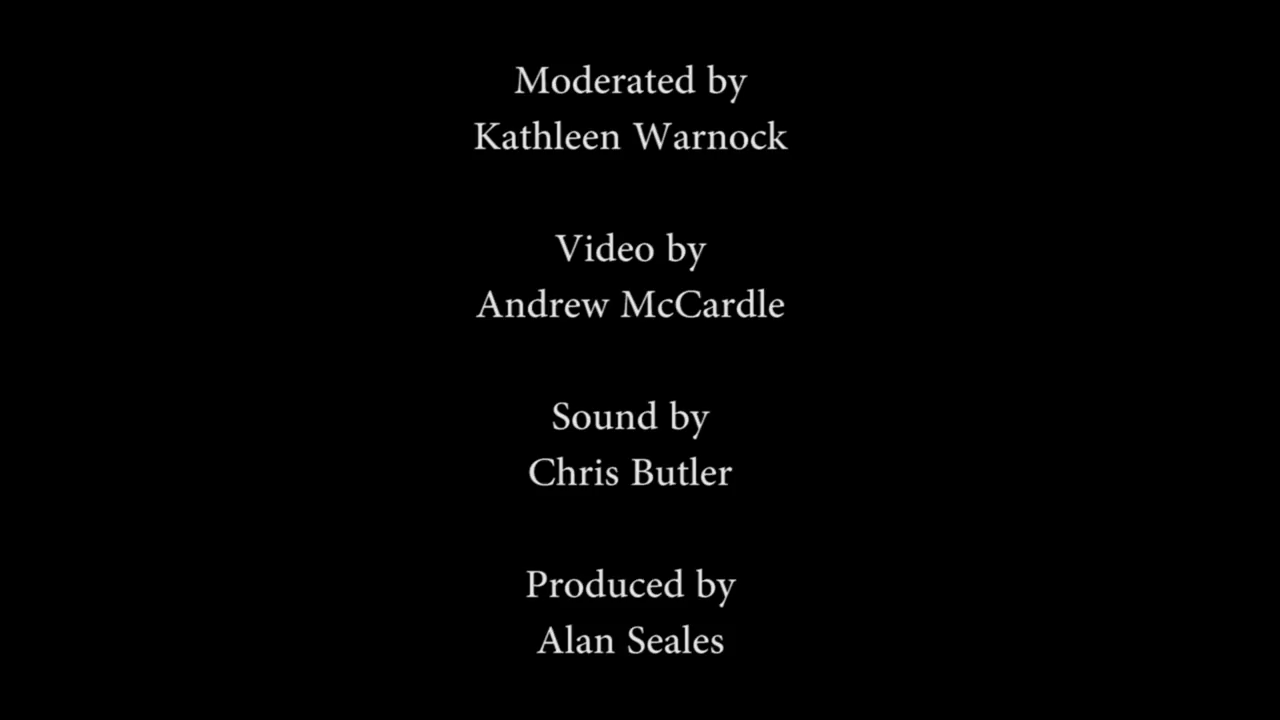 Moderated by
Kathleen Warnock
Video by
Andrew McCardle
Sound by
Chris Butler
Produced by
Alan Seales